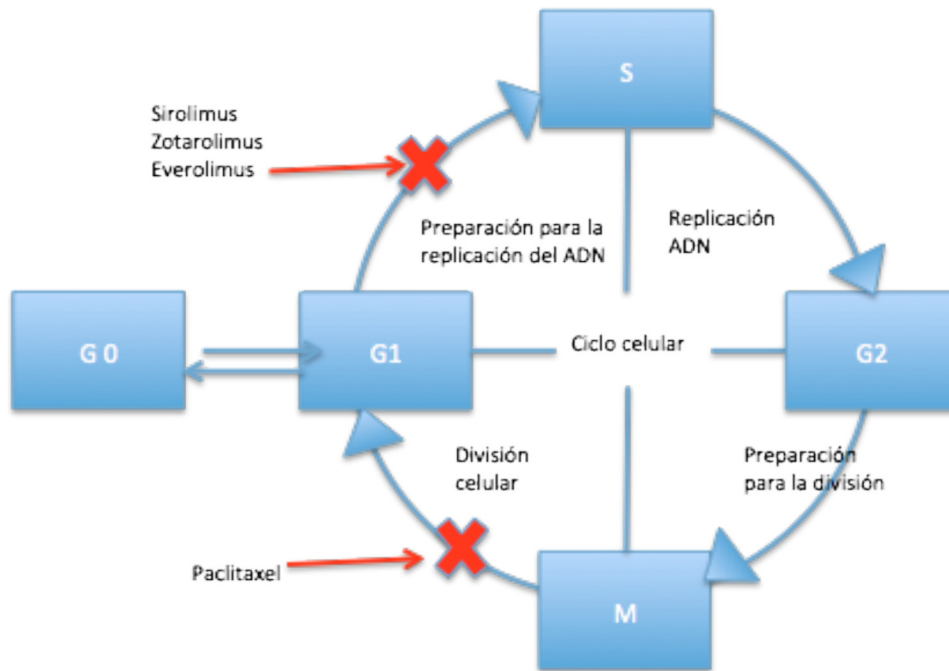 S
Sirolimus
Zotarolimus
Everolimus
Preparación para la
replicación del ADN
Replicación
ADN
G 0
G1
Ciclo celular
G2
División
celular
Preparación
para la división
Paclitaxel
M